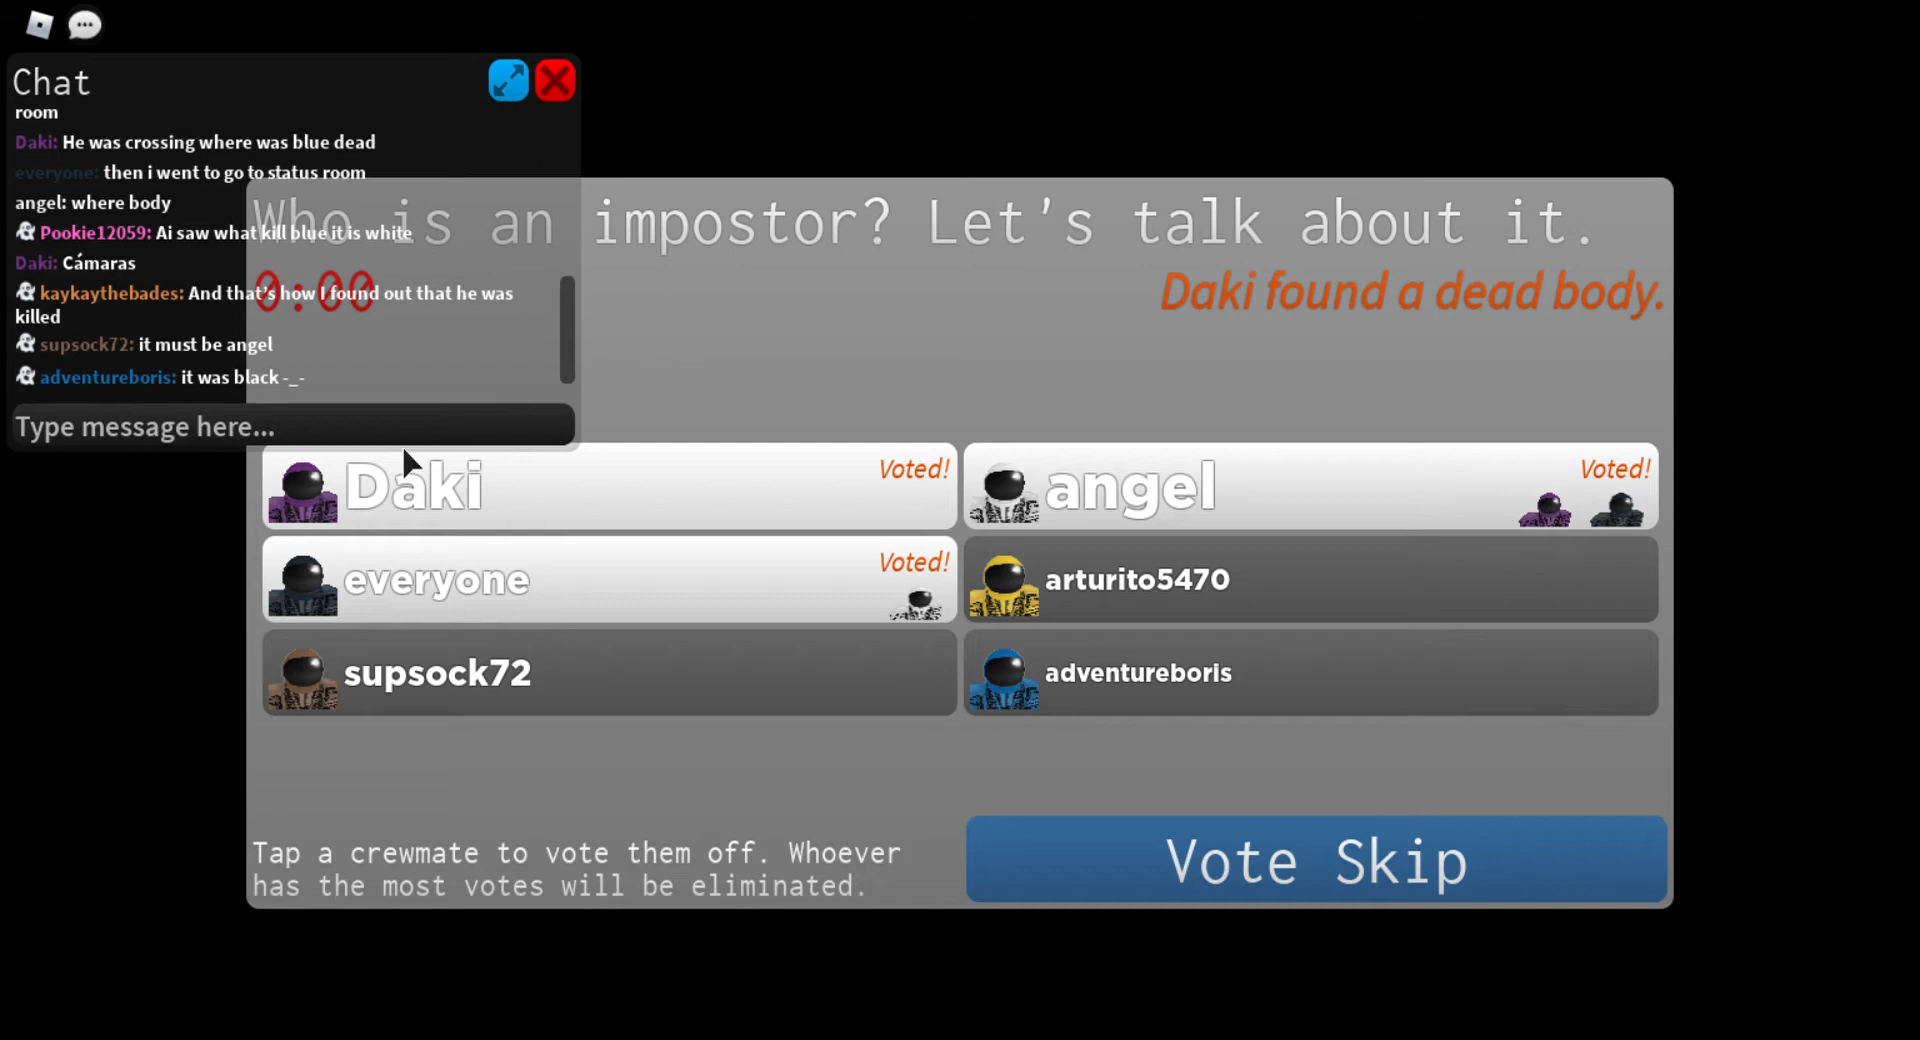 Chat
room
Daki: He was crossing where was blue dead
everyone: then i went to go to status room
angel: where body
Pookie12059: Ai saw what kill blue it is white
Daki: Cámaras
kaykaythebades: And that's how I found out that he was
killed
supsock72: it must be angel
adventureboris: it was black -_-
Type message here...
Who is an impostor? Let's talk about it.
0:00
Daki found a dead body.
Daki Voted!
angel Voted!
everyone Voted!
arturito5470
supsock72
adventureboris
Tap a crewmate to vote them off. Whoever
has the most votes will be eliminated.
Vote Skip